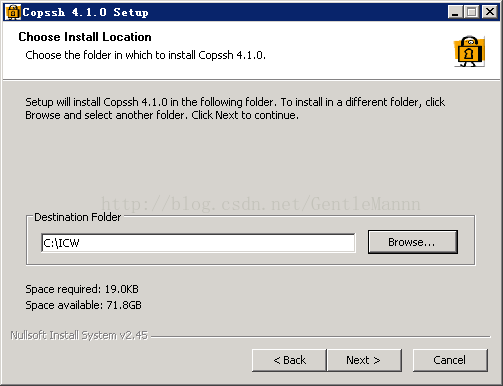 Copssh 4.1.0 Setup
Choose Install Location
Choose the folder in which to install Copssh 4.1.0.
Setup will install Copssh 4.1.0 in the following folder. To install in a different folder, click
Browse and select another folder. Click Next to continue.
http://blog.csdn.net/GentleMannn
Destination Folder
C:\ICW
Browse...
Space required: 19.0KB
Space available: 71.8GB
Nullsoft Install System v2.45
< Back
Next >
Cancel